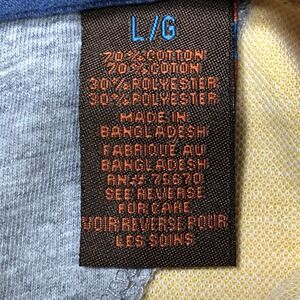 L/G
70% COTTON
70% COTON
30% POLYESTER
30% POLYESTER
MADE IN
BANGLADESH
FABRIQUE AU
BANGLADESH
RN# 75670
SEE REVERSE
FOR CARE
VOIR REVERSE POUR
LES SOINS